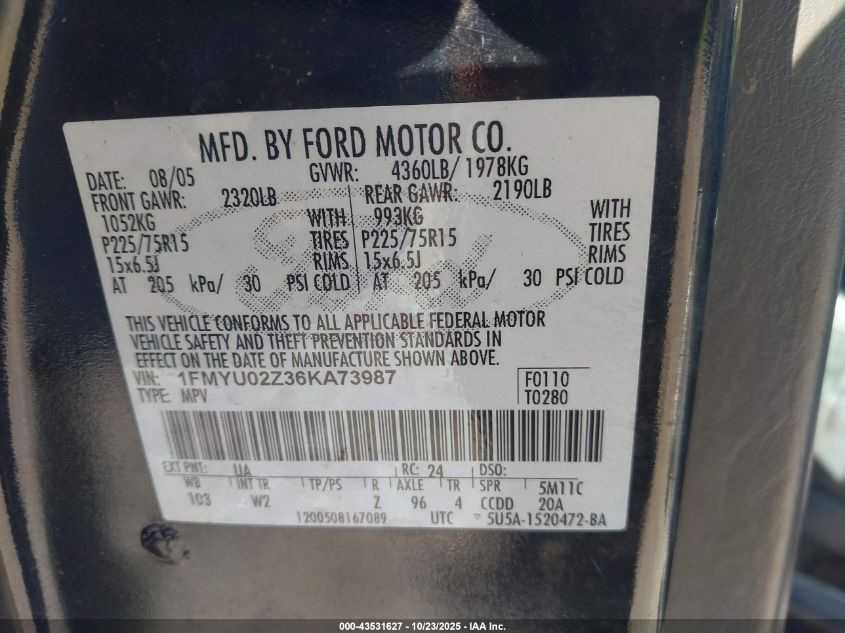 MFD. BY FORD MOTOR CO.
DATE: 08/05 GVWR: 4360LB/ 1978KG
FRONT GAWR: 2320LB REAR GAWR: 2190LB
1052KG WITH 993KG WITH
P225/75R15 TIRES P225/75R15 TIRES
15x6.5J RIMS 15x6.5J RIMS
AT 205 kPa/ 30 PSI COLD AT 205 kPa/ 30 PSI COLD
THIS VEHICLE CONFORMS TO ALL APPLICABLE FEDERAL MOTOR
VEHICLE SAFETY AND THEFT PREVENTION STANDARDS IN
EFFECT ON THE DATE OF MANUFACTURE SHOWN ABOVE.
VIN: 1FMYU02Z36KA73987 F0110
TYPE: MPV T0280
EXT PNT: UA RC: 24 DSO:
WB INT TR TP/PS R AXLE TR SPR 5M11C
103 W2 Z 96 4 CCDD 20A
1200508167089 UTC 5U5A-1520472-BA
000-43531627 - 10/23/2025 - IAA Inc.